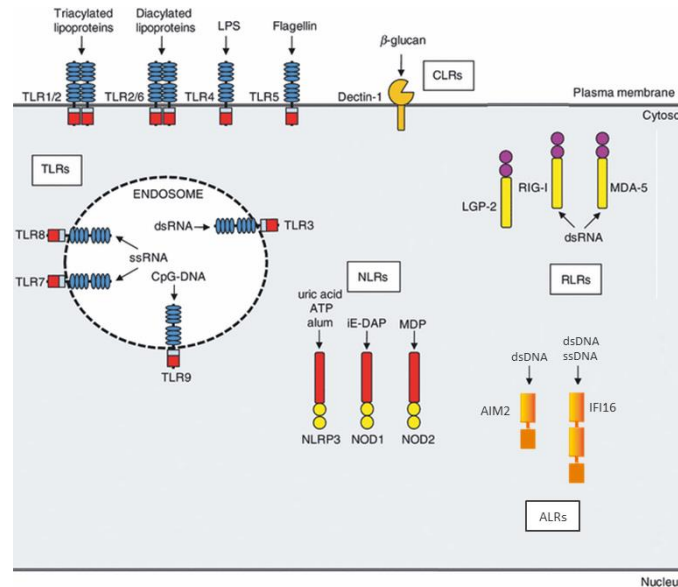 Triacylated
lipoproteins
Diacylated
lipoproteins
LPS
Flagellin
β-glucan
CLRs
TLR1/2
TLR2/6
TLR4
TLR5
Dectin-1
Plasma membrane
Cytoso
TLRs
ENDOSOME
dsRNA
TLR3
TLR8
ssRNA
TLR7
CpG-DNA
TLR9
NLRs
uric acid
ATP
alum
iE-DAP
MDP
NLRP3
NOD1
NOD2
LGP-2
RIG-I
MDA-5
dsRNA
RLRs
dsDNA
dsDNA
ssDNA
AIM2
IFI16
ALRs
Nucleu